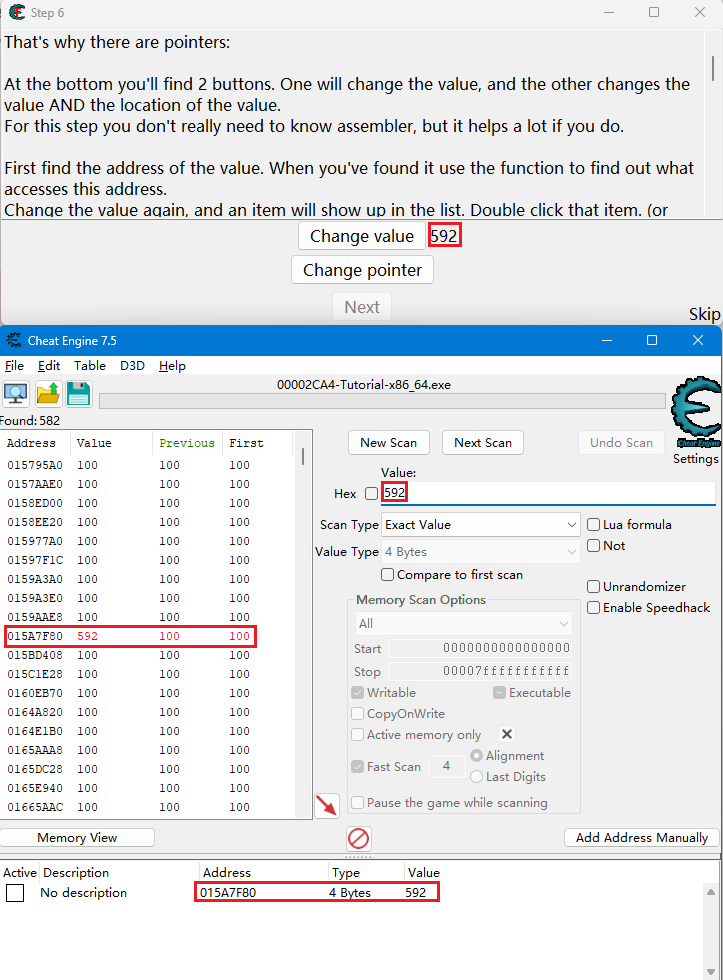 Step 6
That's why there are pointers:
At the bottom you'll find 2 buttons. One will change the value, and the other changes the
value AND the location of the value.
For this step you don't really need to know assembler, but it helps a lot if you do.
First find the address of the value. When you've found it use the function to find out what
accesses this address.
Change the value again, and an item will show up in the list. Double click that item. (or
Change value 592
Change pointer
Next
Skip
Cheat Engine 7.5
File Edit Table D3D Help
00002CA4-Tutorial-x86_64.exe
Found: 582
Cheat Engine
Settings
Address Value Previous First
015795A0 100 100 100
0157AAE0 100 100 100
0158ED00 100 100 100
0158EE20 100 100 100
015977A0 100 100 100
01597F1C 100 100 100
0159A3A0 100 100 100
0159A3E0 100 100 100
0159AAE8 100 100 100
015A7F80 592 100 100
015BD408 100 100 100
015C1E28 100 100 100
0160EB70 100 100 100
0164A820 100 100 100
0164E1B0 100 100 100
0165AAA8 100 100 100
0165DC28 100 100 100
0165E940 100 100 100
01665AAC 100 100 100
New Scan Next Scan Undo Scan
Value:
Hex 592
Scan Type Exact Value
Value Type 4 Bytes
Compare to first scan
Lua formula
Not
Unrandomizer
Enable Speedhack
Memory Scan Options
All
Start 0000000000000000
Stop 00007fffffffffff
Writable Executable
CopyOnWrite
Active memory only
Fast Scan 4 Alignment
Last Digits
Pause the game while scanning
Memory View
Add Address Manually
Active Description Address Type Value
No description 015A7F80 4 Bytes 592